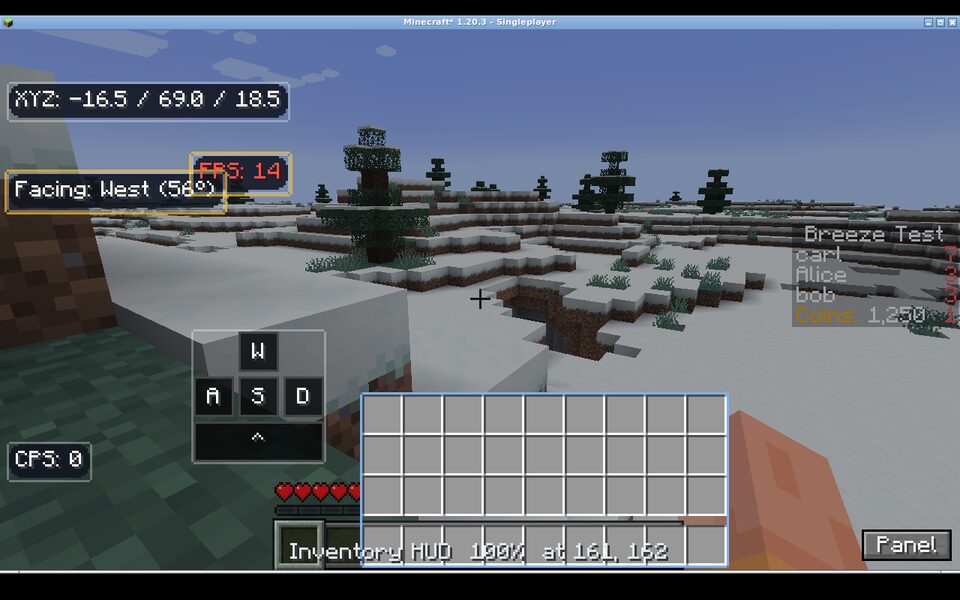 Minecraft* 1.20.3 - Singleplayer
XYZ: -16.5 / 69.0 / 18.5
FPS: 14
Facing: West (56°)
Breeze Test
carl
Alice
bob
Coins: 1,250
W
A S D
^
CPS: 0
Inventory HUD 100% at 161, 162
Panel